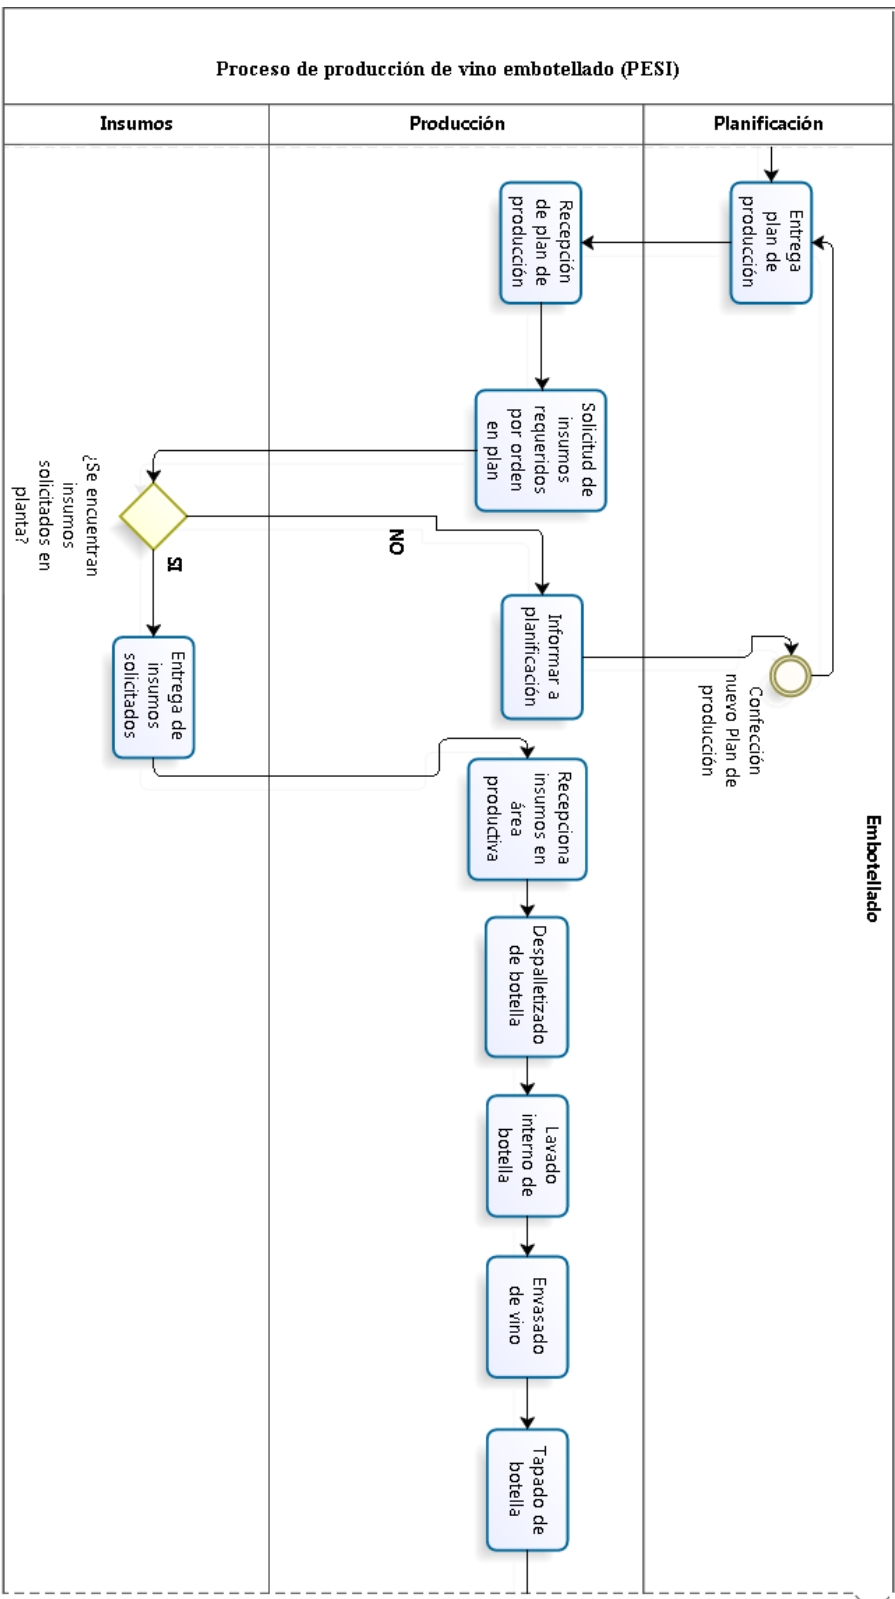 Proceso de producción de vino embotellado (PESI)
Insumos
Producción
Planificación
Embotellado
Entrega
plan de
producción
Recepción
de plan de
producción
Solicitud de
insumos
requeridos
por orden
en plan
¿Se encuentran
insumos
solicitados en
planta?
NO
SI
Informar a
planificación
Confección
nuevo Plan de
producción
Entrega de
insumos
solicitados
Recepciona
insumos en
área
productiva
Despalletizado
de botella
Lavado
interno de
botella
Envasado
de vino
Tapado de
botella